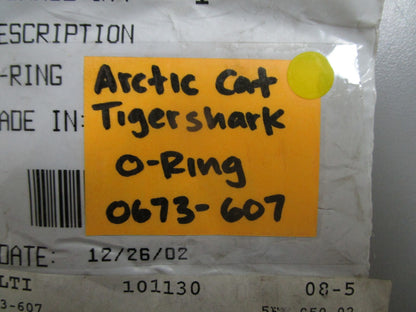 ESCRIPTION
-RING
ADE IN:
Arctic Cat
Tigershark
O-Ring
0673-607
DATE: 12/26/02
LTI 101130 08-5
3-607